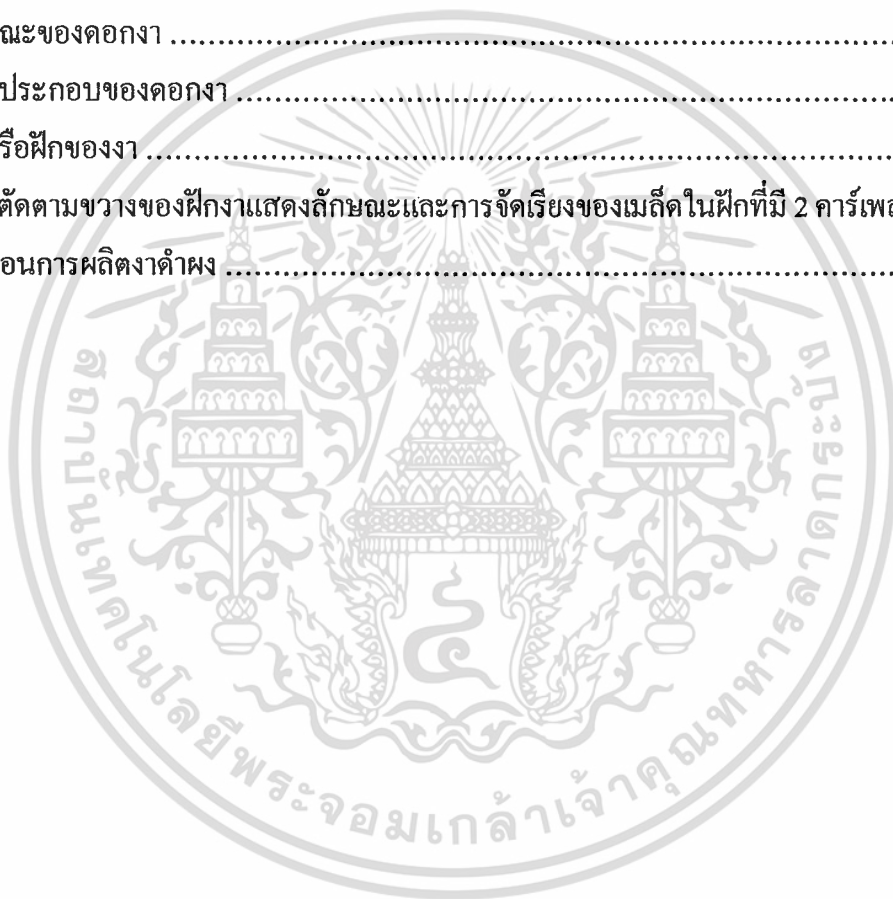 ณะของดอกงา ........................................................................
ประกอบของดอกงา ........................................................................
รือฝักของงา ........................................................................
ตัดตามขวางของฝักงาแสดงลักษณะและการจัดเรียงของเมล็ดในฝักที่มี 2 คาร์เพล
อนการผลิตงาดำผง ........................................................................
สถาบันเทคโนโลยีพระจอมเกล้าเจ้าคุณทหารลาดกระบัง